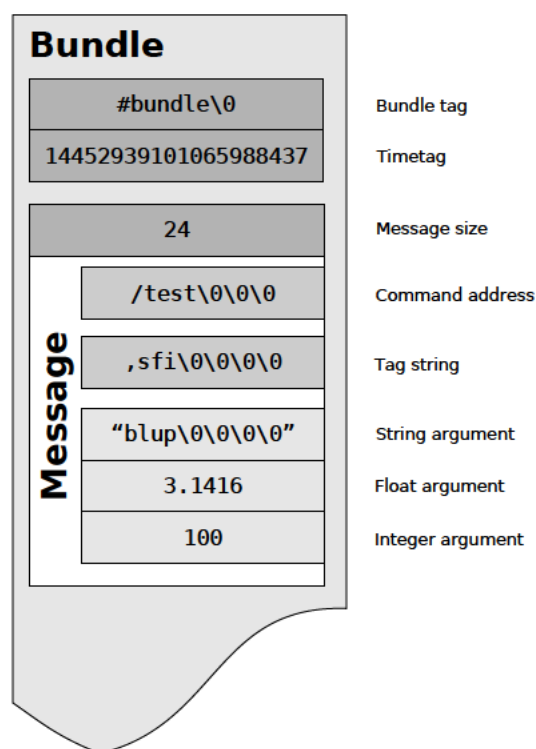 Bundle
#bundle\0
Bundle tag
14452939101065988437
Timetag
24
Message size
Message
/test\0\0\0
Command address
,sfi\0\0\0\0
Tag string
“blup\0\0\0\0”
String argument
3.1416
Float argument
100
Integer argument